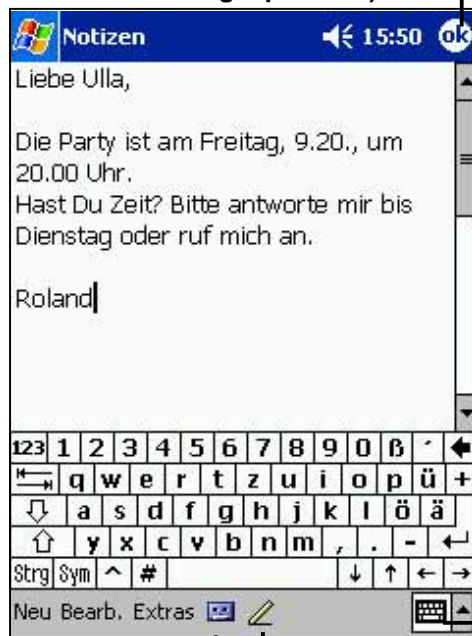 Notizen 15:50 ok
Liebe Ulla,
Die Party ist am Freitag, 9.20., um
20.00 Uhr.
Hast Du Zeit? Bitte antworte mir bis
Dienstag oder ruf mich an.
Roland
123 1 2 3 4 5 6 7 8 9 0 ß ´
q w e r t z u i o p ü +
a s d f g h j k l ö ä
y x c v b n m , . -
Strg Sym ^ #
Neu Bearb. Extras